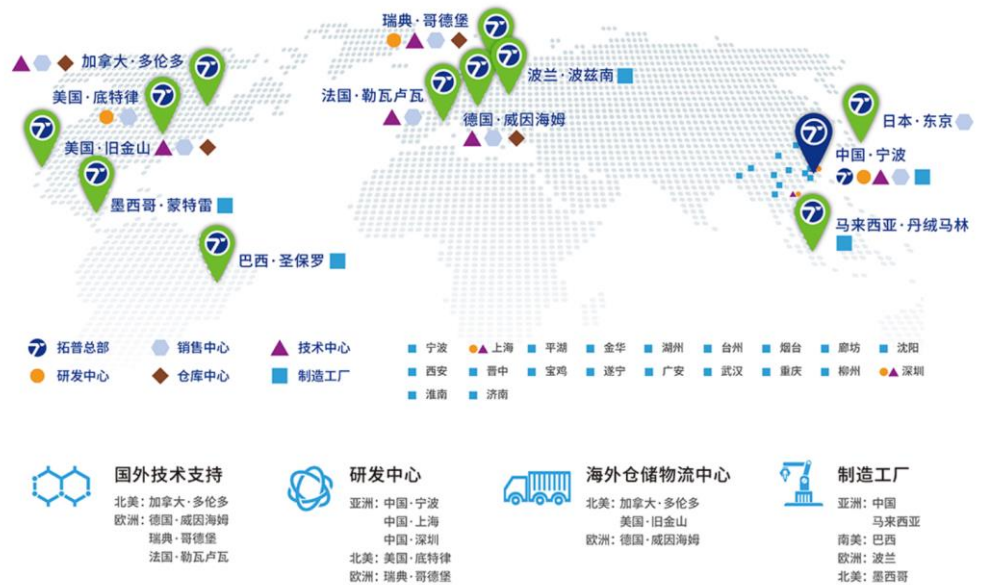 瑞典·哥德堡
加拿大·多伦多
波兰·波兹南
美国·底特律
法国·勒瓦卢瓦
德国·威因海姆
日本·东京
美国·旧金山
中国·宁波
墨西哥·蒙特雷
马来西亚·丹绒马林
巴西·圣保罗
拓普总部 销售中心 技术中心
研发中心 仓库中心 制造工厂
宁波 上海 平湖 金华 湖州 台州 烟台 廊坊 沈阳
西安 晋中 宝鸡 遂宁 广安 武汉 重庆 柳州 深圳
淮南 济南
国外技术支持
北美：加拿大·多伦多
欧洲：德国·威因海姆
瑞典·哥德堡
法国·勒瓦卢瓦
研发中心
亚洲：中国·宁波
中国·上海
中国·深圳
北美：美国·底特律
欧洲：瑞典·哥德堡
海外仓储物流中心
北美：加拿大·多伦多
美国·旧金山
欧洲：德国·威因海姆
制造工厂
亚洲：中国
马来西亚
南美：巴西
欧洲：波兰
北美：墨西哥